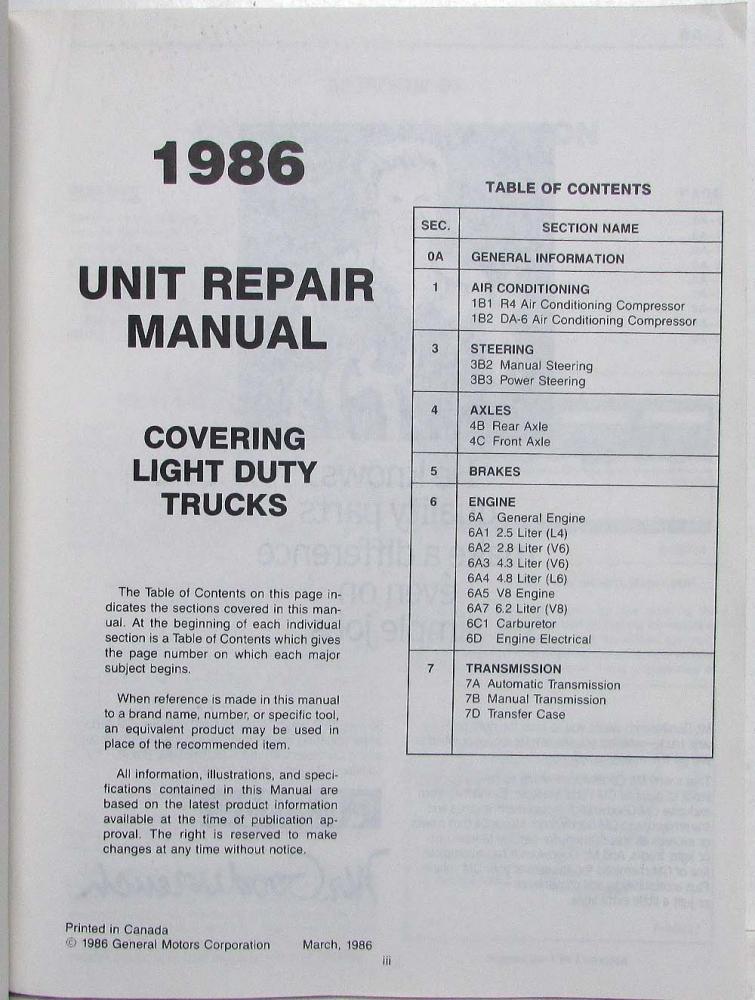 1986
UNIT REPAIR
MANUAL
COVERING
LIGHT DUTY
TRUCKS
The Table of Contents on this page in-
dicates the sections covered in this man-
ual. At the beginning of each individual
section is a Table of Contents which gives
the page number on which each major
subject begins.
When reference is made in this manual
to a brand name, number, or specific tool,
an equivalent product may be used in
place of the recommended item.
All information, illustrations, and speci-
fications contained in this Manual are
based on the latest product information
available at the time of publication ap-
proval. The right is reserved to make
changes at any time without notice.
Printed in Canada
© 1986 General Motors Corporation March, 1986
TABLE OF CONTENTS
SEC. SECTION NAME
0A GENERAL INFORMATION
1 AIR CONDITIONING
1B1 R4 Air Conditioning Compressor
1B2 DA-6 Air Conditioning Compressor
3 STEERING
3B2 Manual Steering
3B3 Power Steering
4 AXLES
4B Rear Axle
4C Front Axle
5 BRAKES
6 ENGINE
6A General Engine
6A1 2.5 Liter (L4)
6A2 2.8 Liter (V6)
6A3 4.3 Liter (V6)
6A4 4.8 Liter (L6)
6A5 V8 Engine
6A7 6.2 Liter (V8)
6C1 Carburetor
6D Engine Electrical
7 TRANSMISSION
7A Automatic Transmission
7B Manual Transmission
7D Transfer Case
iii